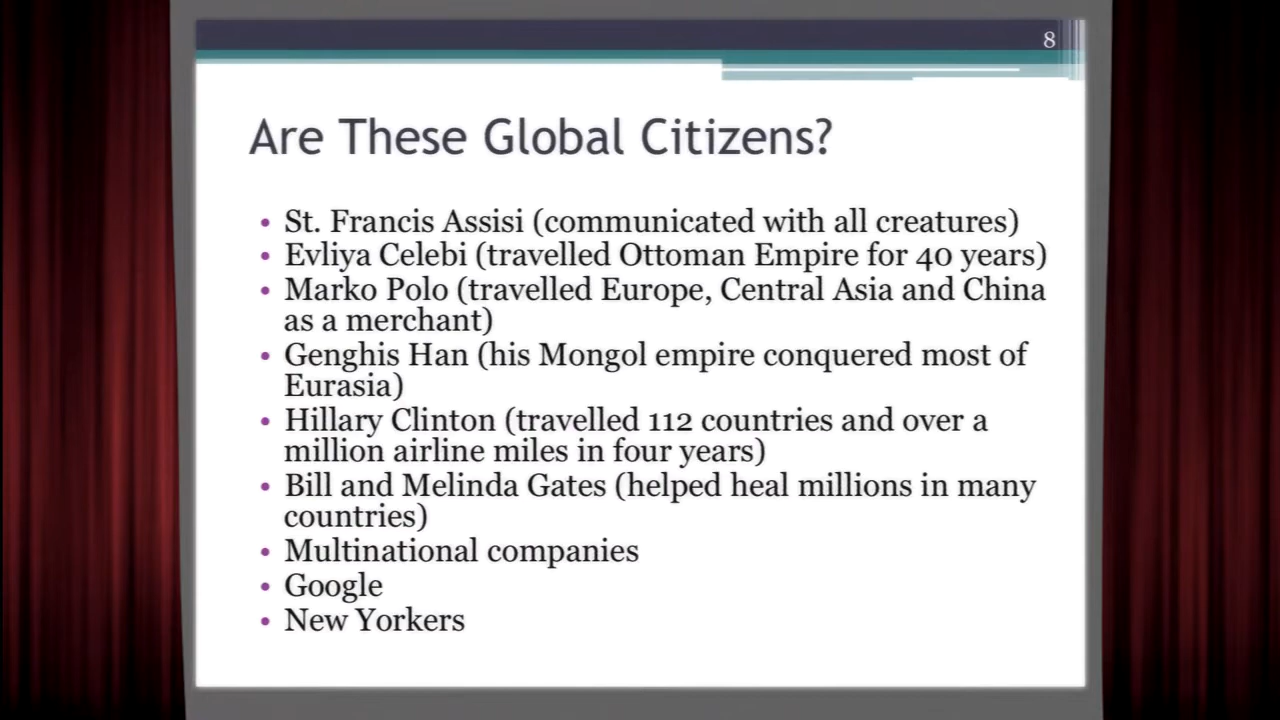 8
Are These Global Citizens?
• St. Francis Assisi (communicated with all creatures)
• Evliya Celebi (travelled Ottoman Empire for 40 years)
• Marko Polo (travelled Europe, Central Asia and China
as a merchant)
• Genghis Han (his Mongol empire conquered most of
Eurasia)
• Hillary Clinton (travelled 112 countries and over a
million airline miles in four years)
• Bill and Melinda Gates (helped heal millions in many
countries)
• Multinational companies
• Google
• New Yorkers